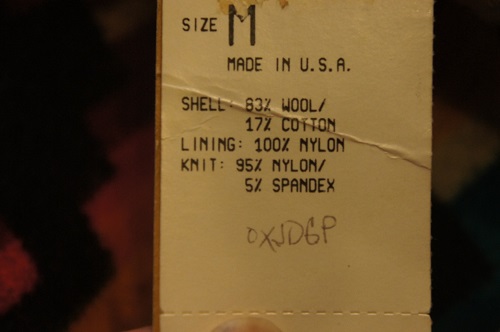 SIZE M
MADE IN U.S.A.
SHELL: 83% WOOL/
17% COTTON
LINING: 100% NYLON
KNIT: 95% NYLON/
5% SPANDEX
OXJDGP